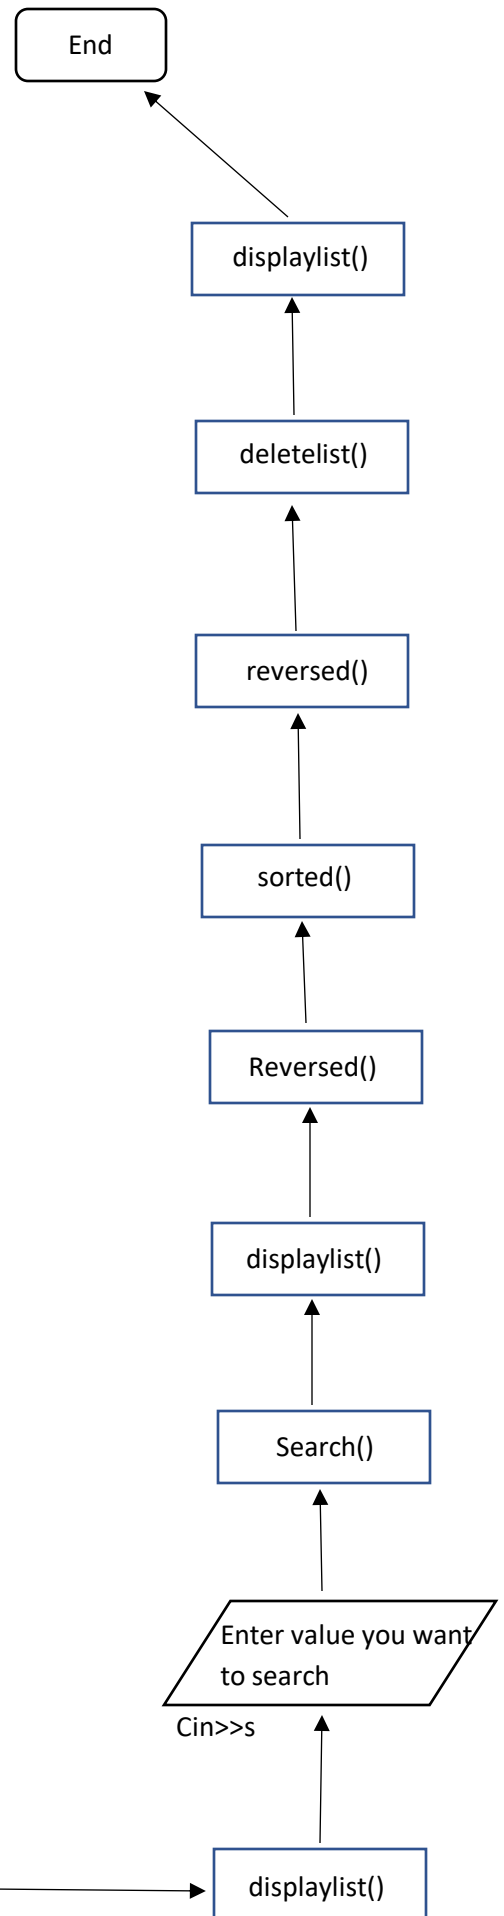 End
displaylist()
deletelist()
reversed()
sorted()
Reversed()
displaylist()
Search()
Enter value you want
to search
Cin>>s
displaylist()